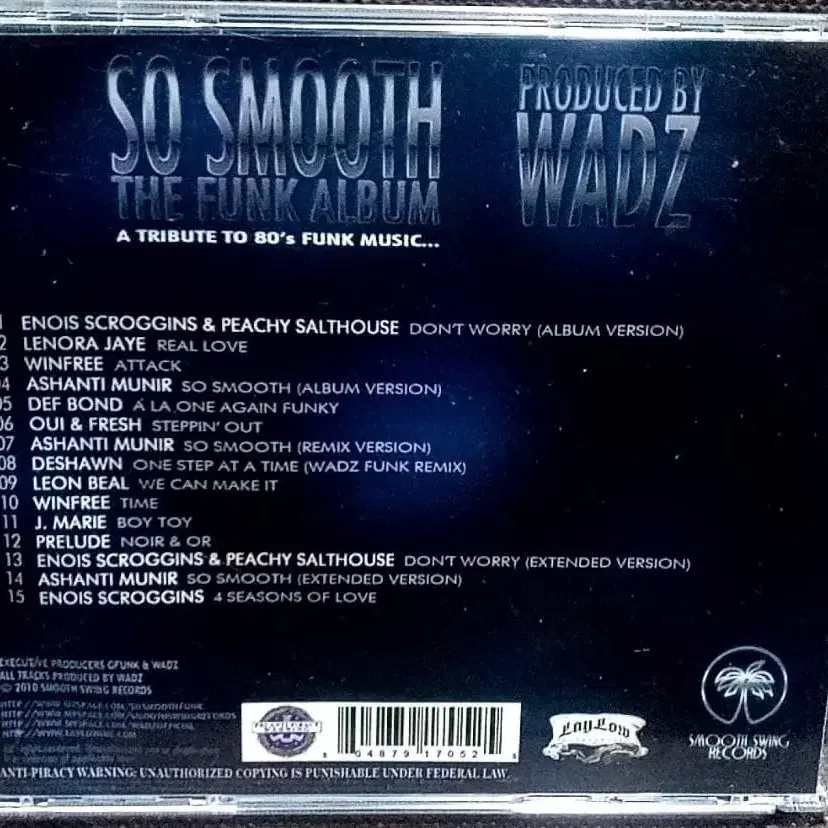 SO SMOOTH
THE FUNK ALBUM
A TRIBUTE TO 80's FUNK MUSIC...
PRODUCED BY
WADZ
1 ENOIS SCROGGINS & PEACHY SALTHOUSE DON'T WORRY (ALBUM VERSION)
2 LENORA JAYE REAL LOVE
3 WINFREE ATTACK
04 ASHANTI MUNIR SO SMOOTH (ALBUM VERSION)
05 DEF BOND A LA ONE AGAIN FUNKY
06 OUI & FRESH STEPPIN' OUT
07 ASHANTI MUNIR SO SMOOTH (REMIX VERSION)
08 DESHAWN ONE STEP AT A TIME (WADZ FUNK REMIX)
09 LEON BEAL WE CAN MAKE IT
10 WINFREE TIME
11 J. MARIE BOY TOY
12 PRELUDE NOIR & OR
13 ENOIS SCROGGINS & PEACHY SALTHOUSE DON'T WORRY (EXTENDED VERSION)
14 ASHANTI MUNIR SO SMOOTH (EXTENDED VERSION)
15 ENOIS SCROGGINS 4 SEASONS OF LOVE
EXECUTIVE PRODUCERS GFUNK & WADZ
ALL TRACKS PRODUCED BY WADZ
© 2010 SMOOTH SWING RECORDS
8 04879 17052
LayLow
SMOOTH SWING
RECORDS
ANTI-PIRACY WARNING: UNAUTHORIZED COPYING IS PUNISHABLE UNDER FEDERAL LAW.